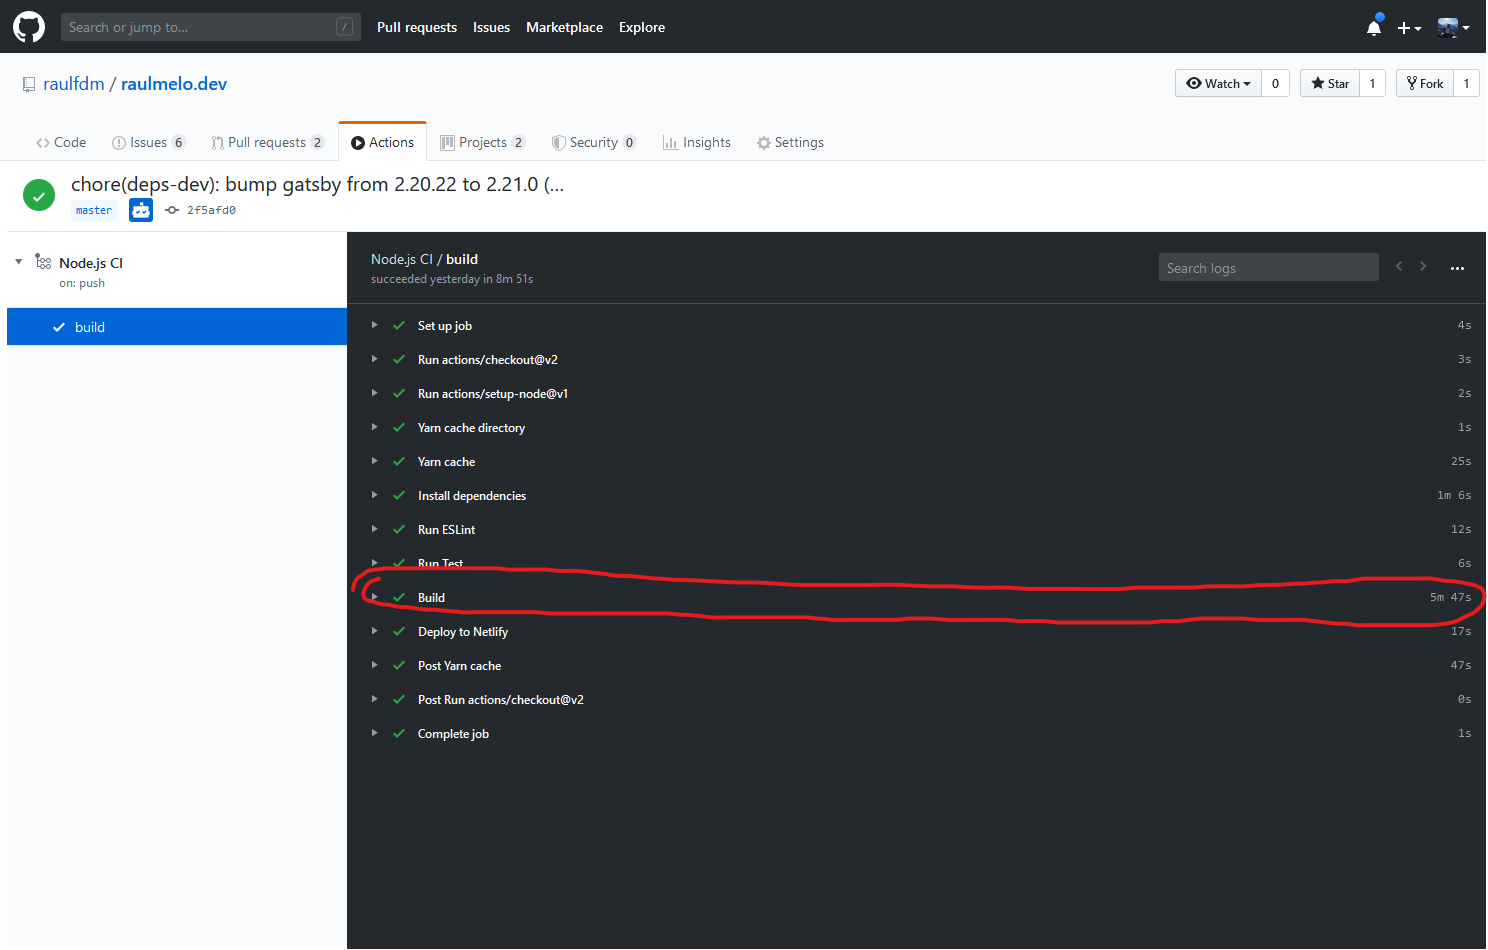 Search or jump to... / Pull requests Issues Marketplace Explore
raulfdm / raulmelo.dev Watch 0 Star 1 Fork 1
Code Issues 6 Pull requests 2 Actions Projects 2 Security 0 Insights Settings
chore(deps-dev): bump gatsby from 2.20.22 to 2.21.0 (...
master 2f5afd0
Node.js CI
on: push
build
Node.js CI / build
succeeded yesterday in 8m 51s
Search logs
Set up job 4s
Run actions/checkout@v2 3s
Run actions/setup-node@v1 2s
Yarn cache directory 1s
Yarn cache 25s
Install dependencies 1m 6s
Run ESLint 12s
Run Test 6s
Build 5m 47s
Deploy to Netlify 17s
Post Yarn cache 47s
Post Run actions/checkout@v2 0s
Complete job 1s